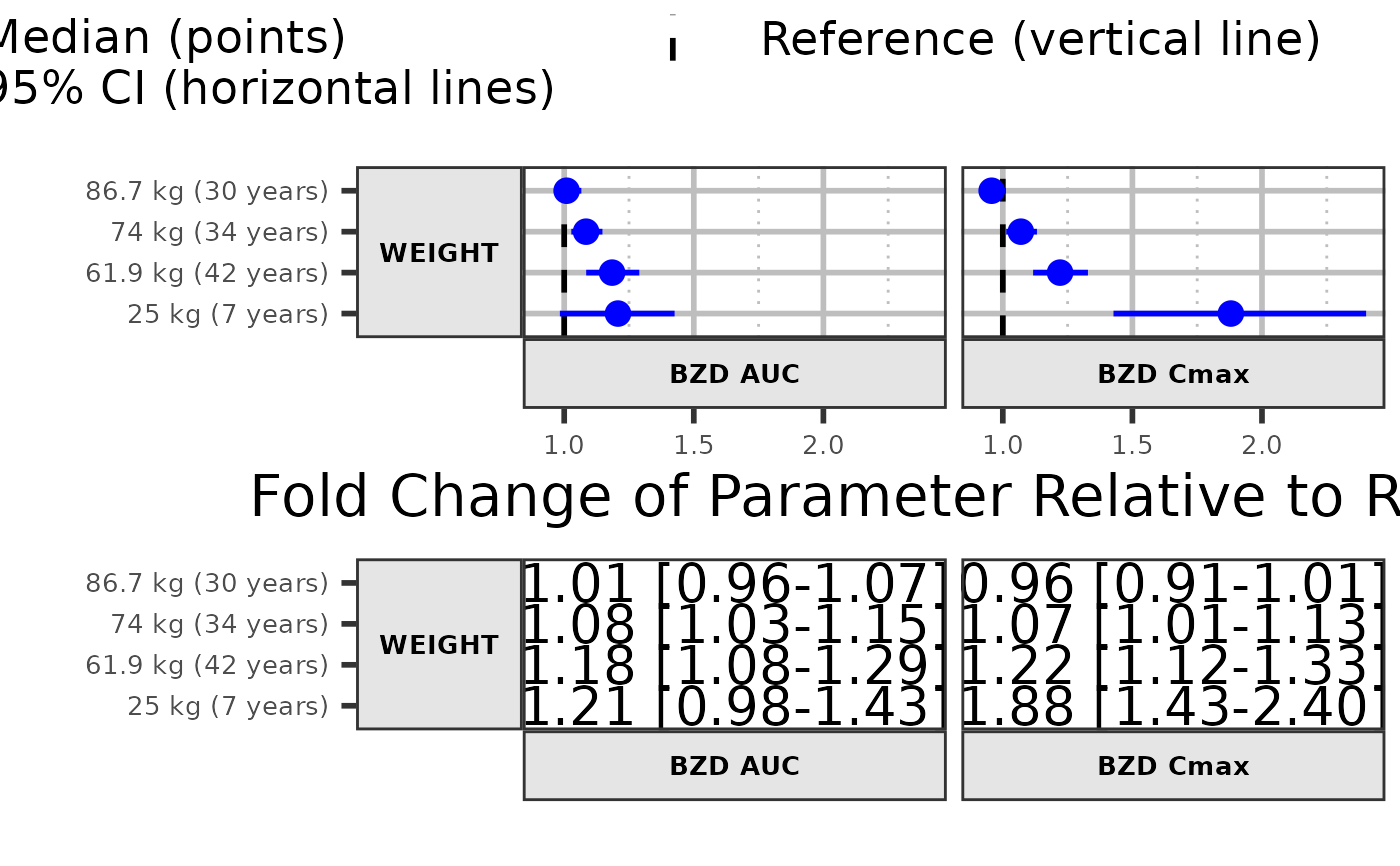 Median (points)
95% CI (horizontal lines)
Reference (vertical line)
86.7 kg (30 years)
74 kg (34 years)
61.9 kg (42 years)
25 kg (7 years)
WEIGHT
BZD AUC
BZD Cmax
1.0 1.5 2.0
1.0 1.5 2.0
Fold Change of Parameter Relative to R
86.7 kg (30 years)
74 kg (34 years)
61.9 kg (42 years)
25 kg (7 years)
WEIGHT
1.01 [0.96-1.07]
1.08 [1.03-1.15]
1.18 [1.08-1.29]
1.21 [0.98-1.43]
0.96 [0.91-1.01]
1.07 [1.01-1.13]
1.22 [1.12-1.33]
1.88 [1.43-2.40]
BZD AUC
BZD Cmax